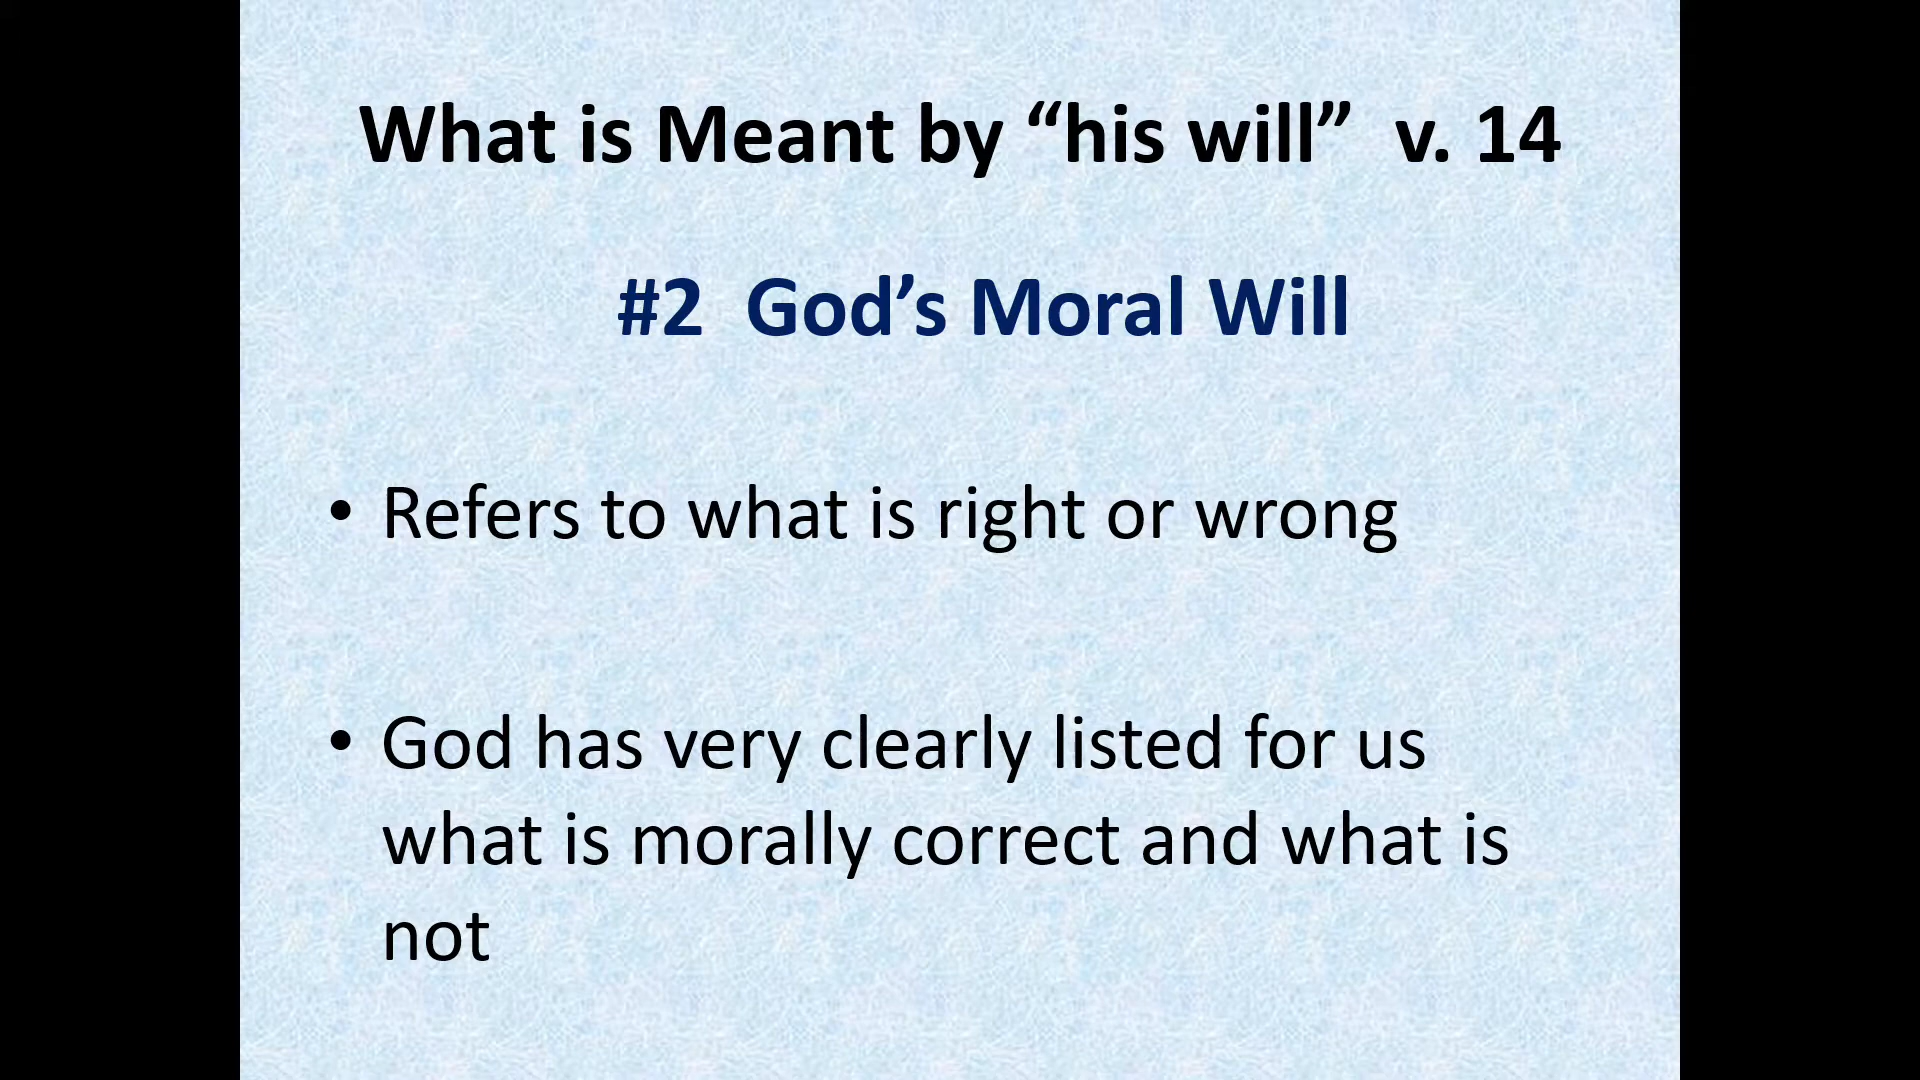 What is Meant by “his will”  v. 14
#2  God’s Moral Will
• Refers to what is right or wrong
• God has very clearly listed for us
what is morally correct and what is
not